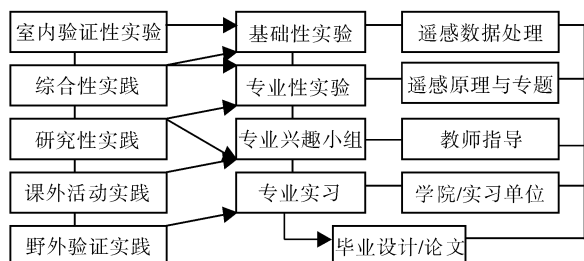 室内验证性实验
基础性实验
遥感数据处理
综合性实践
专业性实验
遥感原理与专题
研究性实践
专业兴趣小组
教师指导
课外活动实践
专业实习
学院/实习单位
野外验证实践
毕业设计/论文